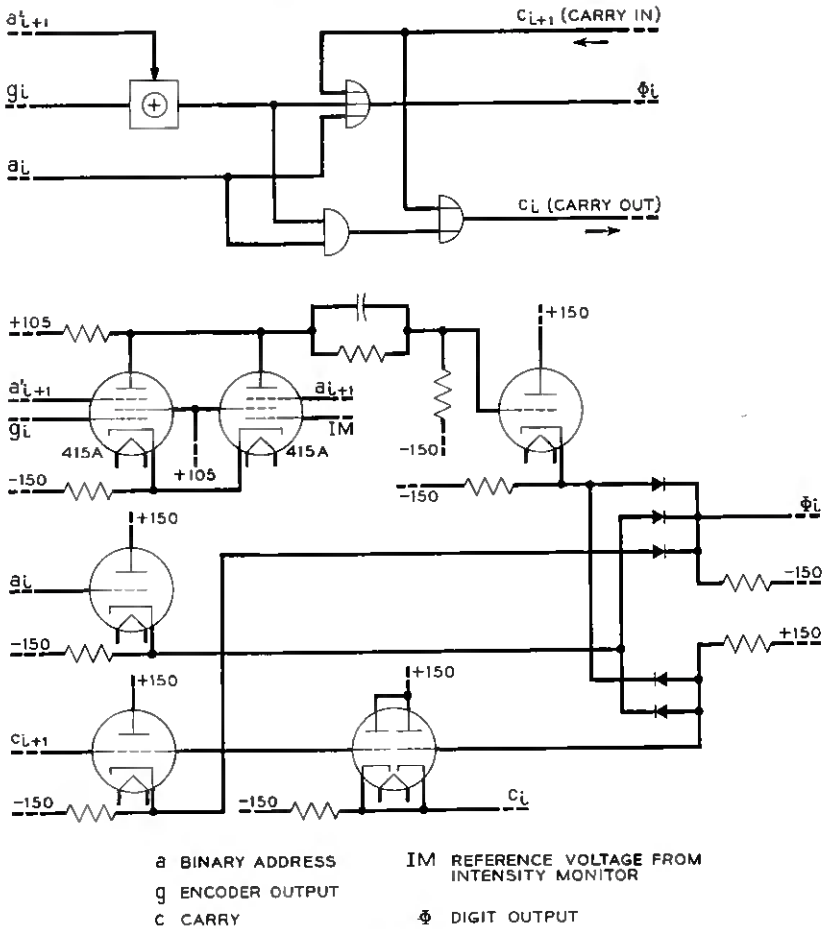 a'i+1
ci+1 (CARRY IN)
gi
⊕
Φi
ai
ci (CARRY OUT)
+105
+150
a'i+1
gi
ai+1
IM
415A
+105
415A
-150
-150
-150
Φi
+150
ai
-150
-150
+150
+150
+150
ci+1
-150
-150
ci
a BINARY ADDRESS
g ENCODER OUTPUT
c CARRY
IM REFERENCE VOLTAGE FROM
INTENSITY MONITOR
Φ DIGIT OUTPUT